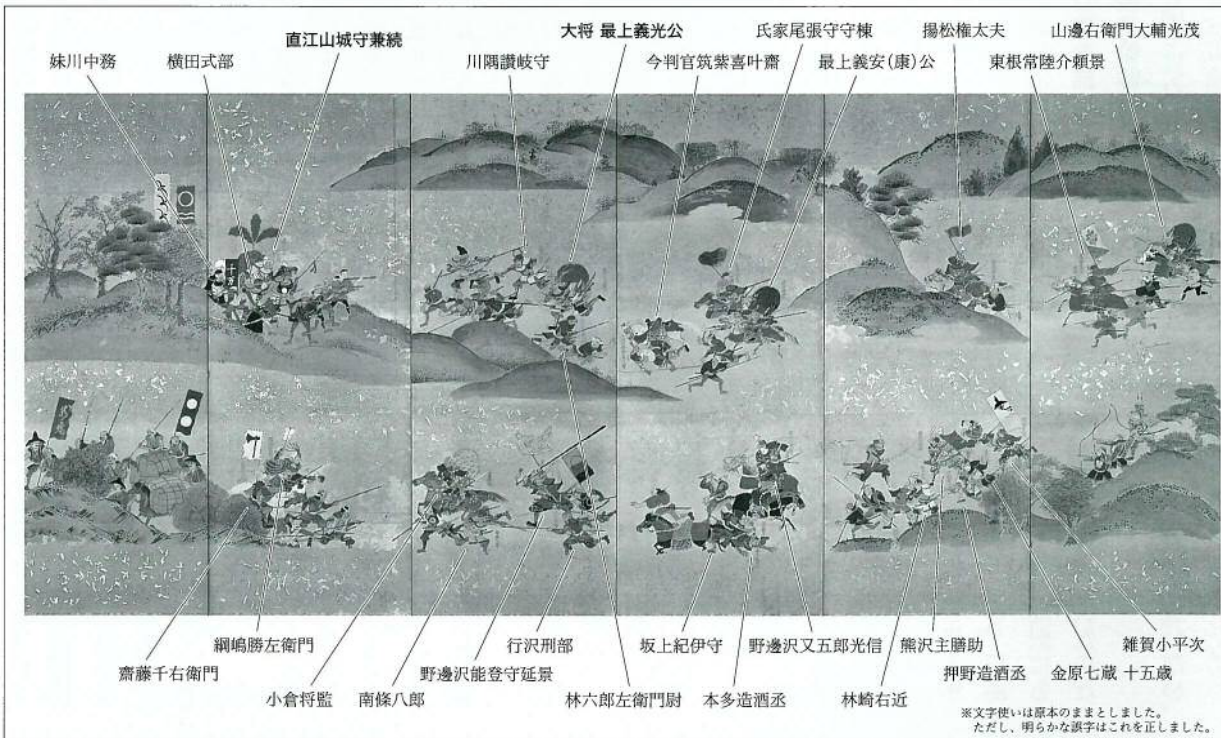 直江山城守兼続
大将 最上義光公
氏家尾張守守棟
揚松権太夫
山邊右衛門大輔光茂
妹川中務
横田式部
川隅讃岐守
今判官筑紫喜叶齋
最上義安(康)公
東根常陸介頼景
綱嶋勝左衛門
行沢刑部
坂上紀伊守
野邊沢又五郎光信
熊沢主膳助
雑賀小平次
齋藤千右衛門
野邊沢能登守延景
押野造酒丞
金原七蔵 十五歳
小倉将監
南條八郎
林六郎左衛門尉
本多造酒丞
林崎右近
※文字使いは原本のままとしました。
ただし、明らかな誤字はこれを正しました。